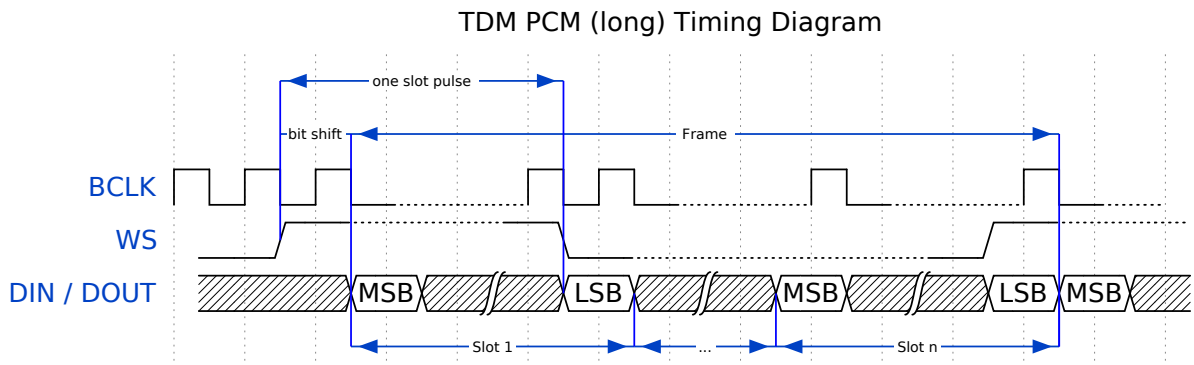 TDM PCM (long) Timing Diagram
one slot pulse
bit shift
Frame
BCLK
WS
DIN / DOUT
MSB
LSB
MSB
LSB
MSB
Slot 1
...
Slot n